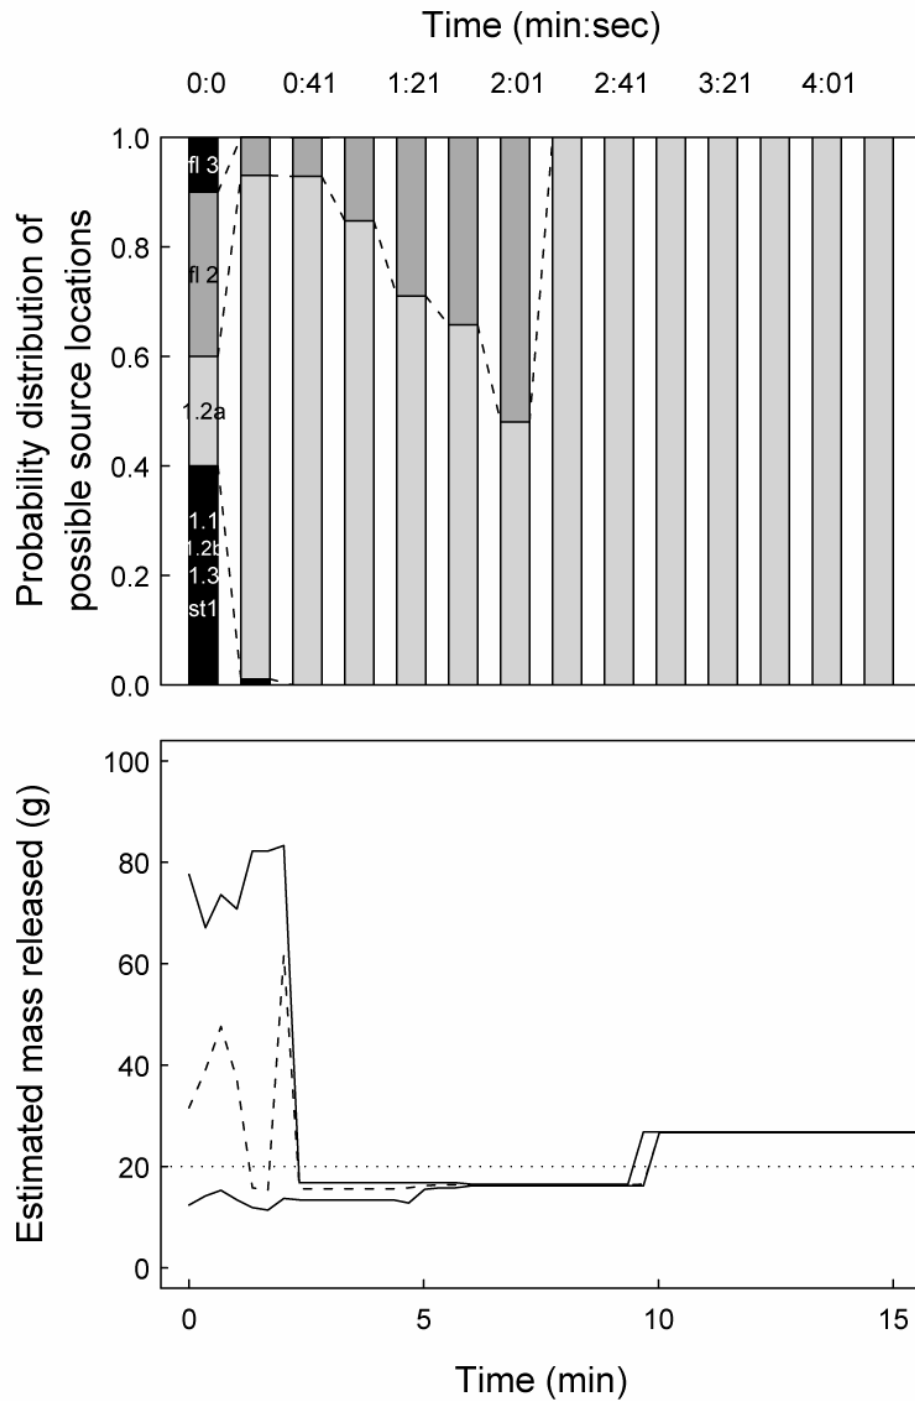 Time (min:sec)
0:0 0:41 1:21 2:01 2:41 3:21 4:01
Probability distribution of
possible source locations
1.0
0.8
0.6
0.4
0.2
0.0
fl 3
fl 2
1.2a
1.1
1.2b
1.3
st1
Estimated mass released (g)
100
80
60
40
20
0
0 5 10 15
Time (min)